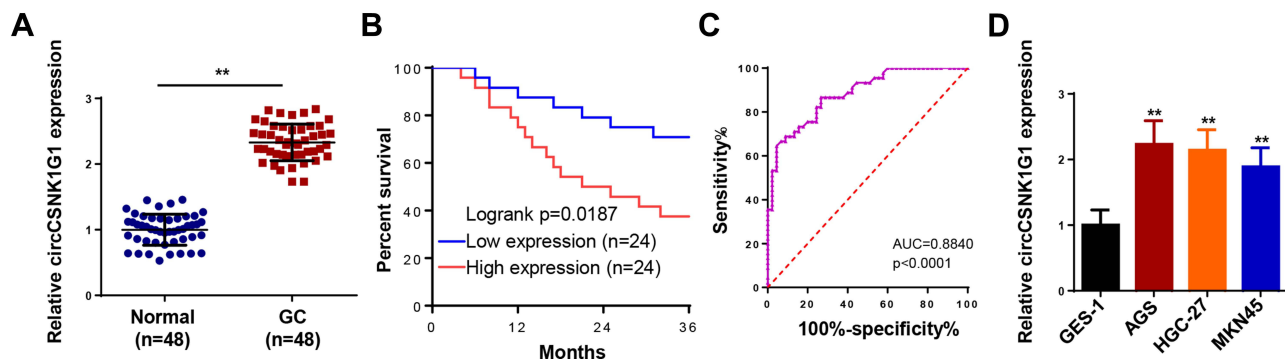 A
Relative circCSNK1G1 expression
3
2
1
0
**
Normal
(n=48)
GC
(n=48)
B
Percent survival
100
80
60
40
20
0
Logrank p=0.0187
Low expression (n=24)
High expression (n=24)
0 12 24 36
Months
C
Sensitivity%
100
80
60
40
20
0
AUC=0.8840
p<0.0001
0 20 40 60 80 100
100%-specificity%
D
Relative circCSNK1G1 expression
3
2
1
0
** ** **
GES-1 AGS HGC-27 MKN45